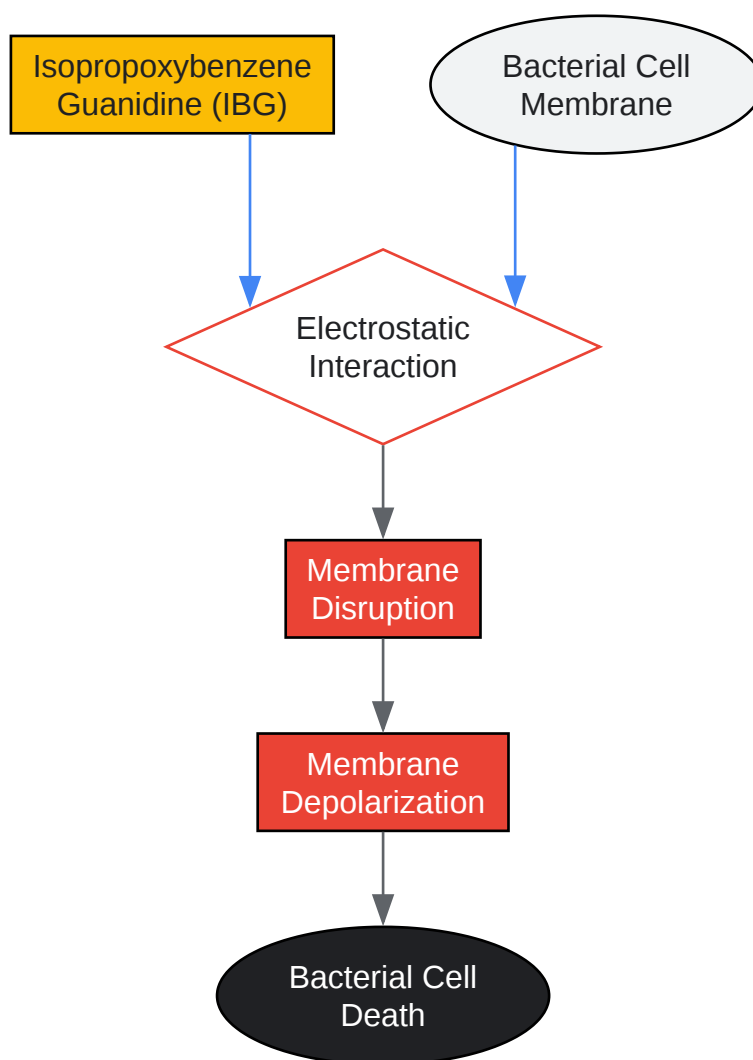 Isopropoxybenzene
Guanidine (IBG)
Bacterial Cell
Membrane
Electrostatic
Interaction
Membrane
Disruption
Membrane
Depolarization
Bacterial Cell
Death